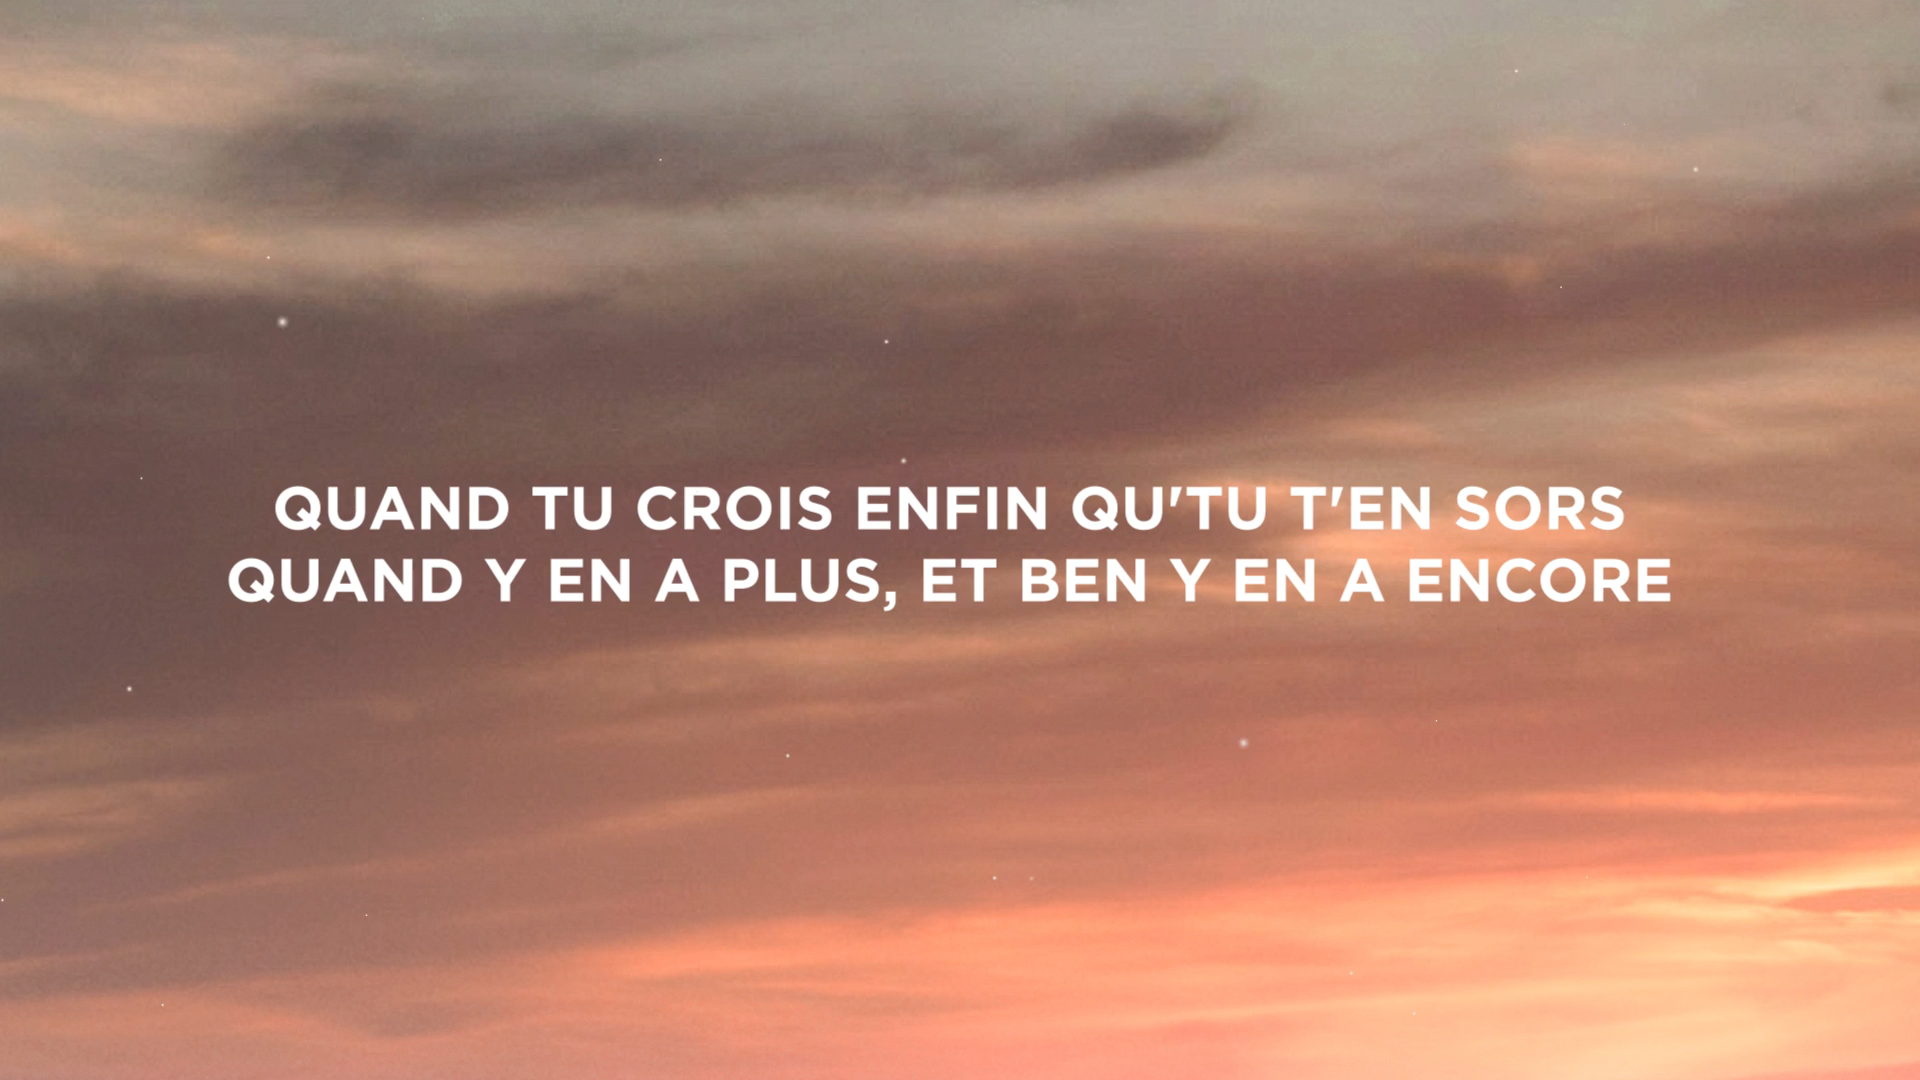 QUAND TU CROIS ENFIN QU'TU T'EN SORS
QUAND Y EN A PLUS, ET BEN Y EN A ENCORE